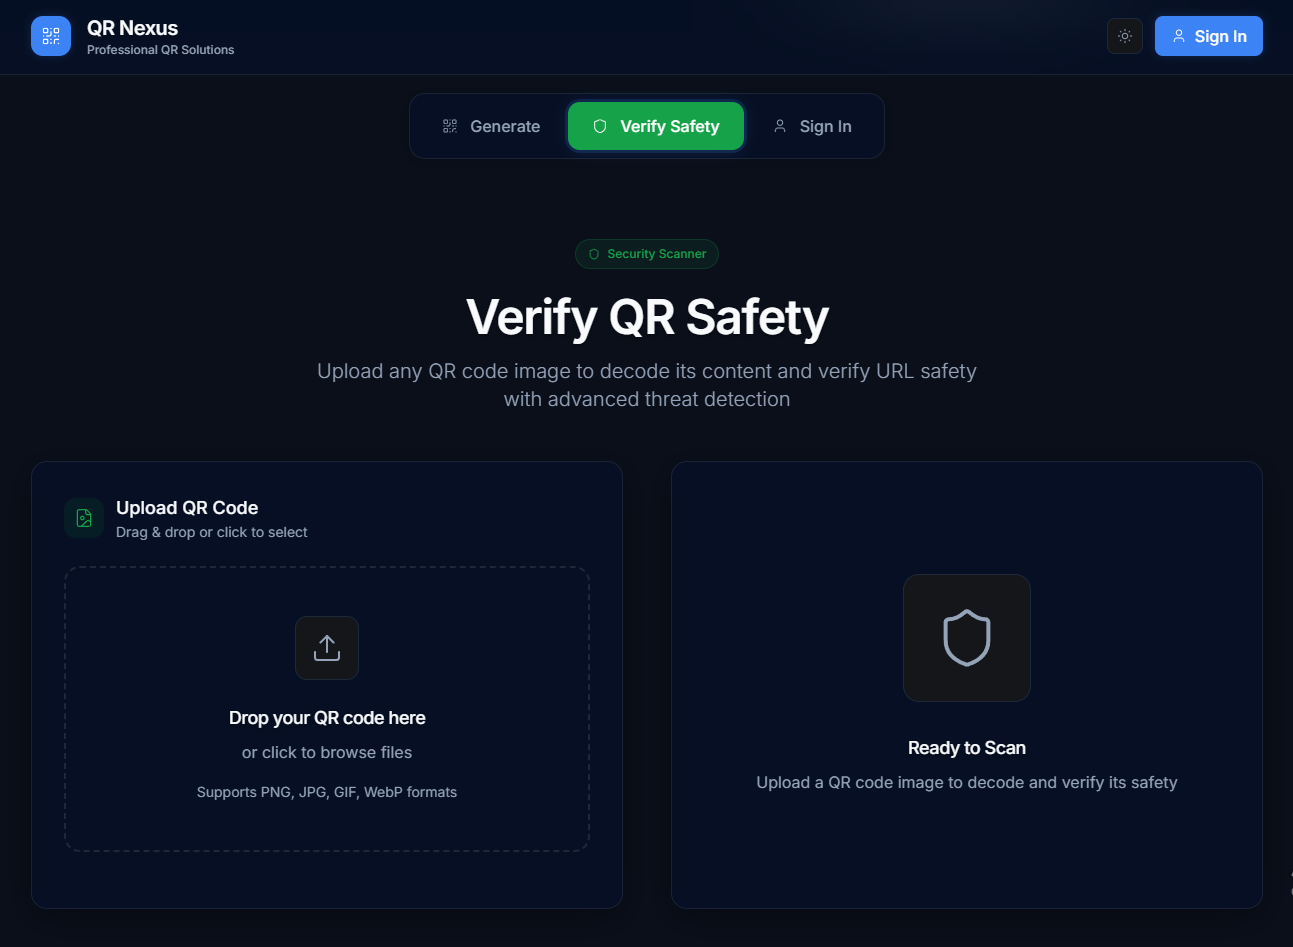 QR Nexus
Professional QR Solutions
Sign In
Generate
Verify Safety
Sign In
Security Scanner
Verify QR Safety
Upload any QR code image to decode its content and verify URL safety
with advanced threat detection
Upload QR Code
Drag & drop or click to select
Drop your QR code here
or click to browse files
Supports PNG, JPG, GIF, WebP formats
Ready to Scan
Upload a QR code image to decode and verify its safety